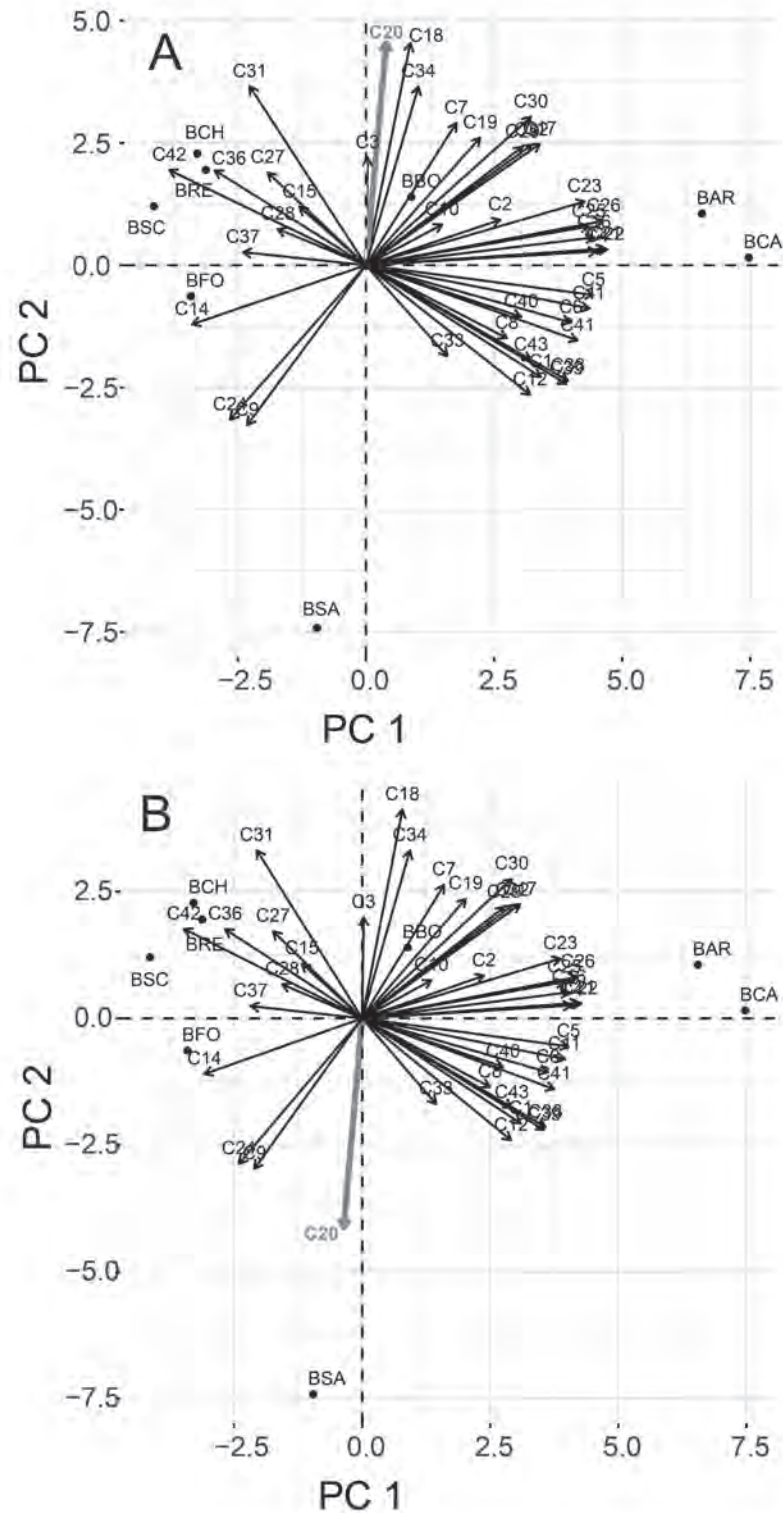 A
5.0
C20
C18
C31
C34
C30
C7
C19
2.5
BCH
C3
C42
C36
C27
BRE
C15
BBO
C23
BAR
BSC
C28
C10
C2
C26
C37
BCA
0.0
BFO
C5
C14
C40
C8
C41
C33
C43
C12
−2.5
C24
C9
−5.0
BSA
−7.5
−2.5 0.0 2.5 5.0 7.5
PC 1
PC 2
B
C18
C31
C34
C30
C7
C19
2.5
BCH
C42
C36
C27
BRE
C15
BBO
C23
BAR
BSC
C28
C10
C2
C26
C37
BCA
0.0
BFO
C5
C14
C40
C8
C41
C33
C43
C12
−2.5
C24
C9
C20
−5.0
BSA
−7.5
−2.5 0.0 2.5 5.0 7.5
PC 1
PC 2